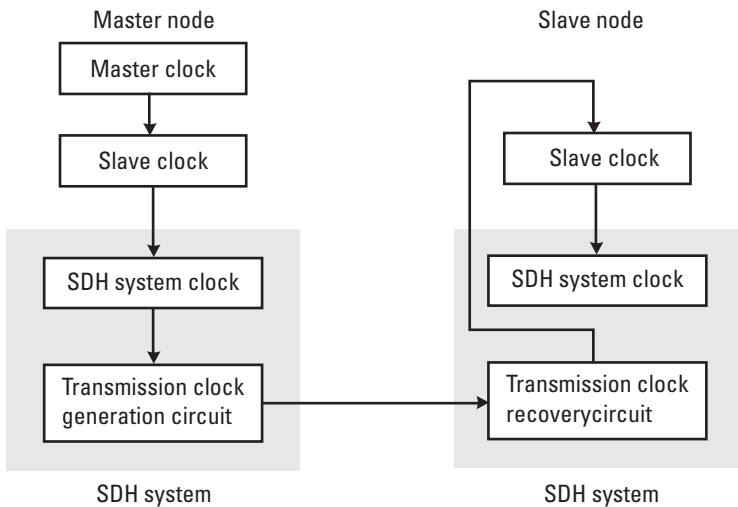 Master node
Master clock
Slave clock
SDH system clock
Transmission clock
generation circuit
SDH system
Slave node
Slave clock
SDH system clock
Transmission clock
recoverycircuit
SDH system